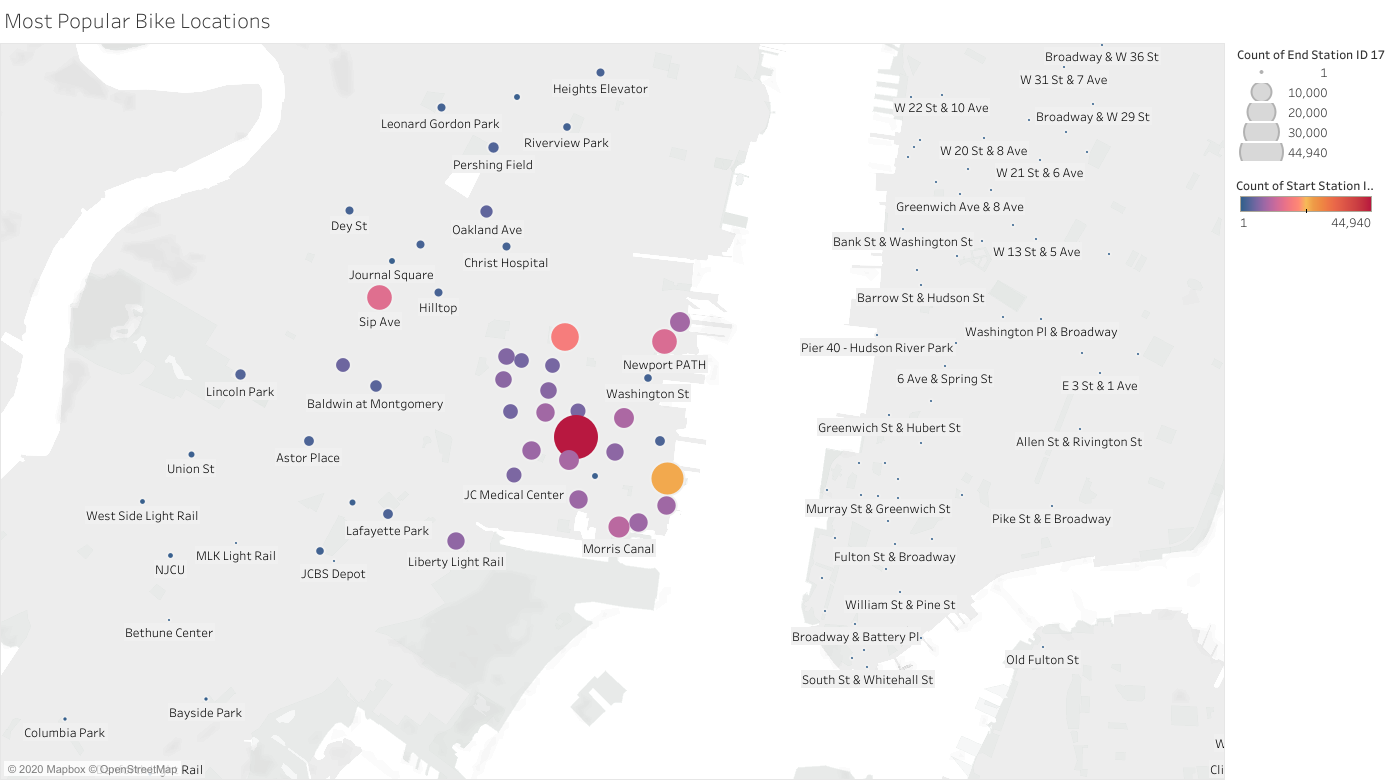 Most Popular Bike Locations
Broadway & W 36 St
Count of End Station ID 17
W 31 St & 7 Ave
1
Heights Elevator
10,000
W 22 St & 10 Ave
Broadway & W 29 St
20,000
Leonard Gordon Park
30,000
Riverview Park
W 20 St & 8 Ave
44,940
Pershing Field
W 21 St & 6 Ave
Count of Start Station I..
Greenwich Ave & 8 Ave
1
44,940
Dey St
Oakland Ave
Bank St & Washington St
W 13 St & 5 Ave
Christ Hospital
Journal Square
Barrow St & Hudson St
Hilltop
Sip Ave
Washington Pl & Broadway
Pier 40 - Hudson River Park
Newport PATH
6 Ave & Spring St
E 3 St & 1 Ave
Lincoln Park
Washington St
Baldwin at Montgomery
Greenwich St & Hubert St
Allen St & Rivington St
Astor Place
Union St
JC Medical Center
West Side Light Rail
Murray St & Greenwich St
Pike St & E Broadway
Lafayette Park
Morris Canal
MLK Light Rail
Fulton St & Broadway
Liberty Light Rail
NJCU
JCBS Depot
William St & Pine St
Bethune Center
Broadway & Battery Pl
Old Fulton St
South St & Whitehall St
Bayside Park
Columbia Park
W
© 2020 Mapbox © OpenStreetMap
Rail
Cli